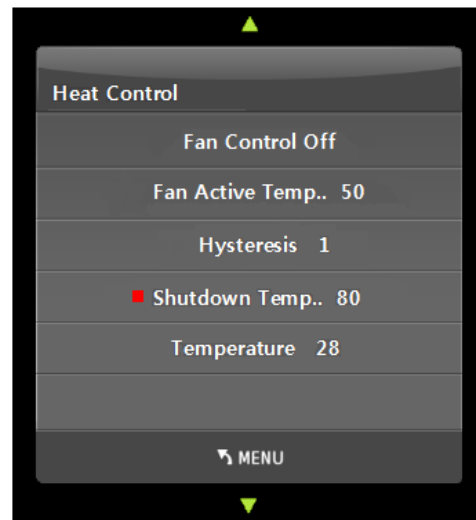 Heat Control
Fan Control Off
Fan Active Temp.. 50
Hysteresis 1
Shutdown Temp.. 80
Temperature 28
MENU